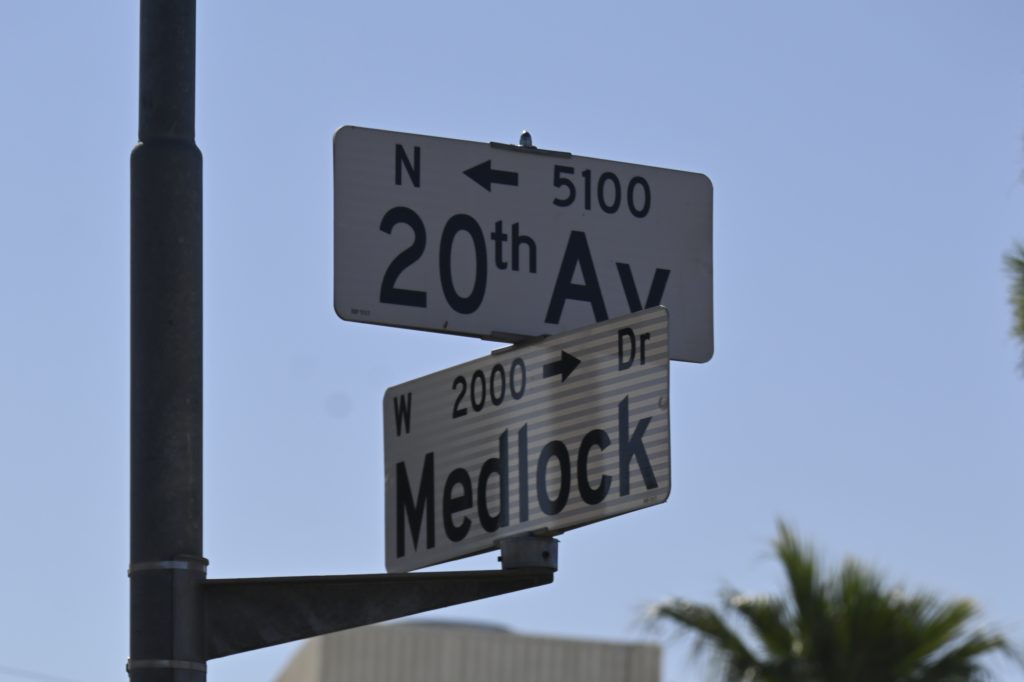 N ← 5100
20th Av
W 2000 → Dr
Medlock